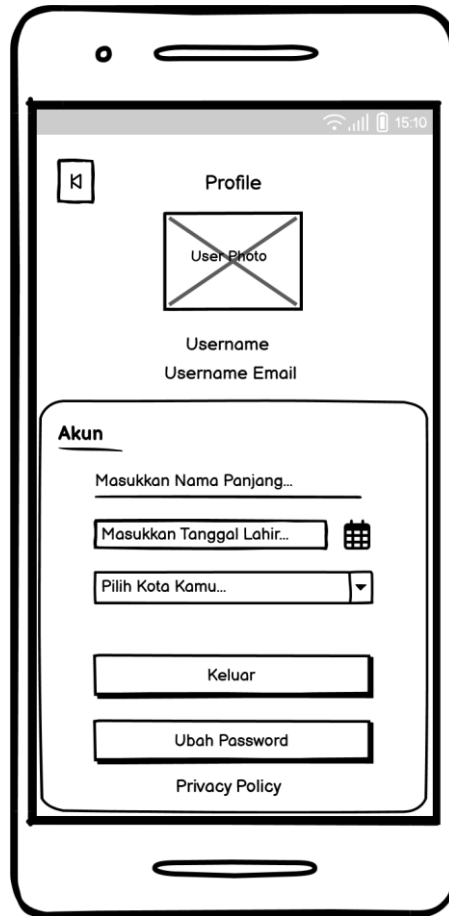 15:10
Profile
User Photo
Username
Username Email
Akun
Masukkan Nama Panjang...
Masukkan Tanggal Lahir...
Pilih Kota Kamu...
Keluar
Ubah Password
Privacy Policy